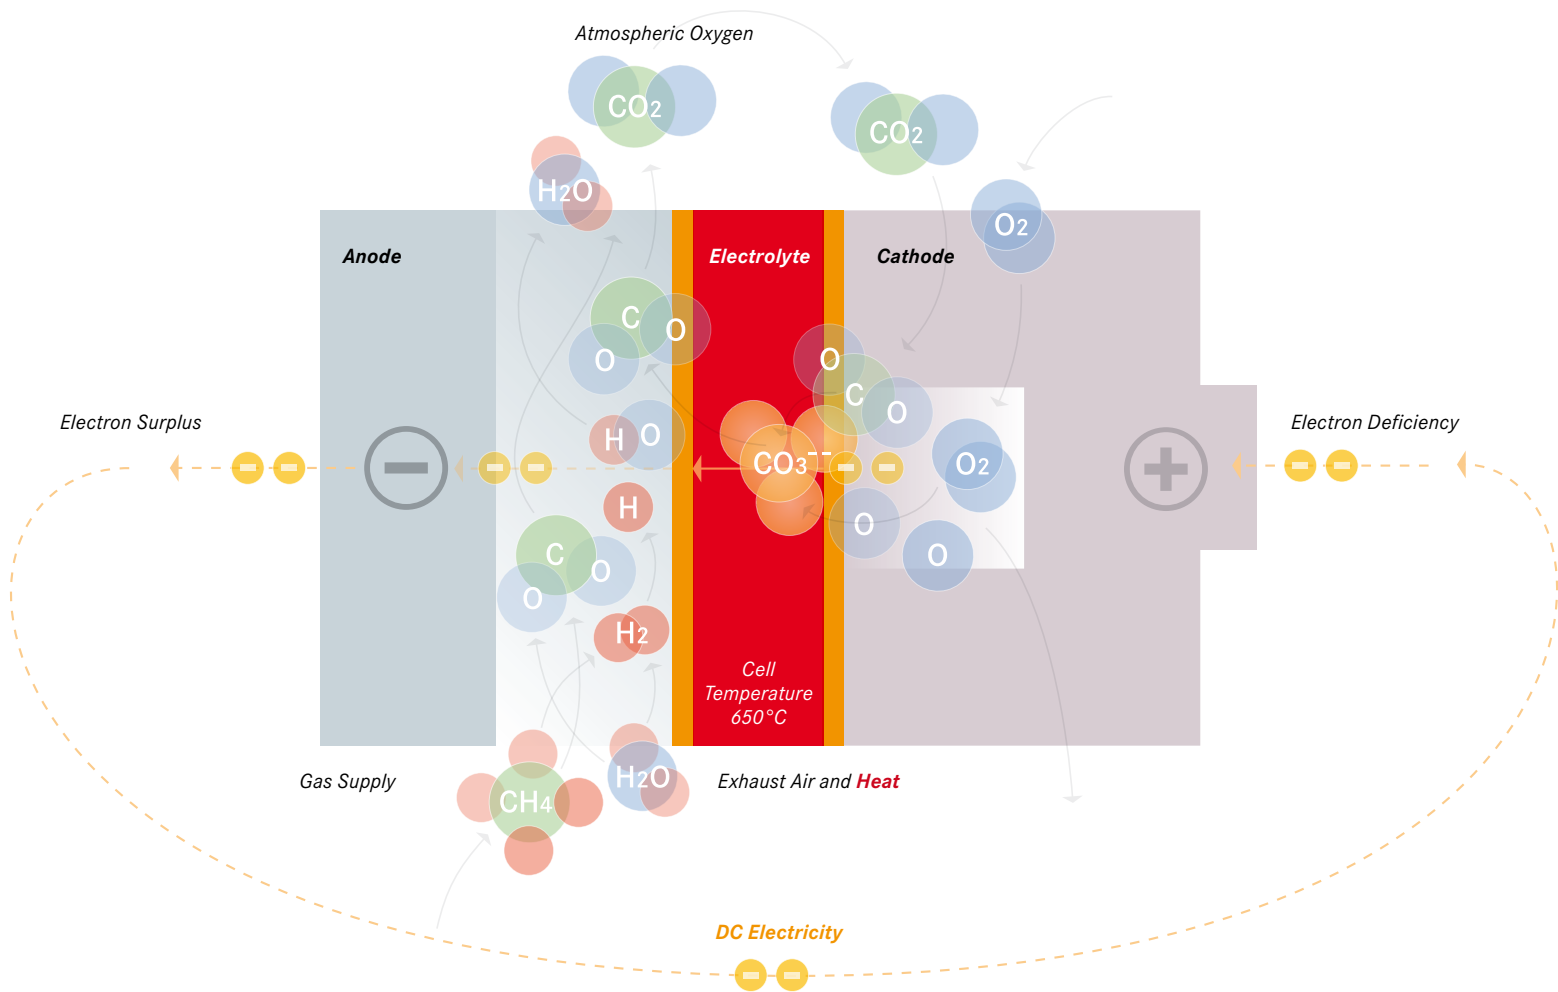 Atmospheric Oxygen
CO2
CO2
H2O
O2
Anode
Electrolyte
Cathode
C
O
O
O
C
O
Electron Surplus
Electron Deficiency
H
O
CO3--
O2
H
O
O
C
O
O
H2
Cell
Temperature
650°C
Gas Supply
H2O
Exhaust Air and Heat
CH4
DC Electricity